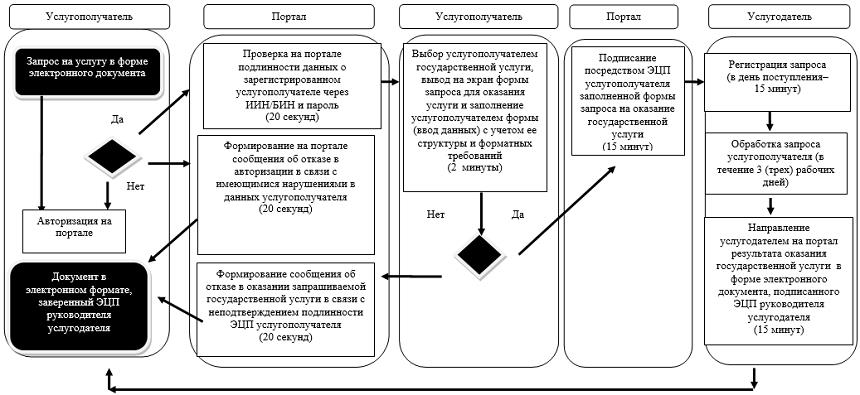 Услугополучатель
Портал
Услугополучатель
Портал
Услугодатель
Запрос на услугу в форме
электронного документа
Да
Нет
Авторизация на
портале
Документ в
электронном формате,
заверенный ЭЦП
руководителя
услугодателя
Проверка на портале
подлинности данных о
зарегистрированном
услугополучателе через
ИИН/БИН и пароль
(20 секунд)
Формирование на портале
сообщения об отказе в
авторизации в связи с
имеющимися нарушениями в
данных услугополучателя
(20 секунд)
Формирование сообщения об
отказе в оказании запрашиваемой
государственной услуги в связи с
неподтверждением подлинности
ЭЦП услугополучателя
(20 секунд)
Выбор услугополучателем
государственной услуги,
вывод на экран формы
запроса для оказания
услуги и заполнение
услугополучателем формы
(ввод данных) с учетом ее
структуры и форматных
требований
(2 минуты)
Нет
Да
Подписание
посредством ЭЦП
услугополучателя
заполненной формы
запроса на оказание
государственной
услуги
(15 минут)
Регистрация запроса
(в день поступления–
15 минут)
Обработка запроса
услугополучателя (в
течение 3 (трех) рабочих
дней)
Направление
услугодателем на портал
результата оказания
государственной услуги в
форме электронного
документа, подписанного
ЭЦП руководителя
услугодателя
(15 минут)